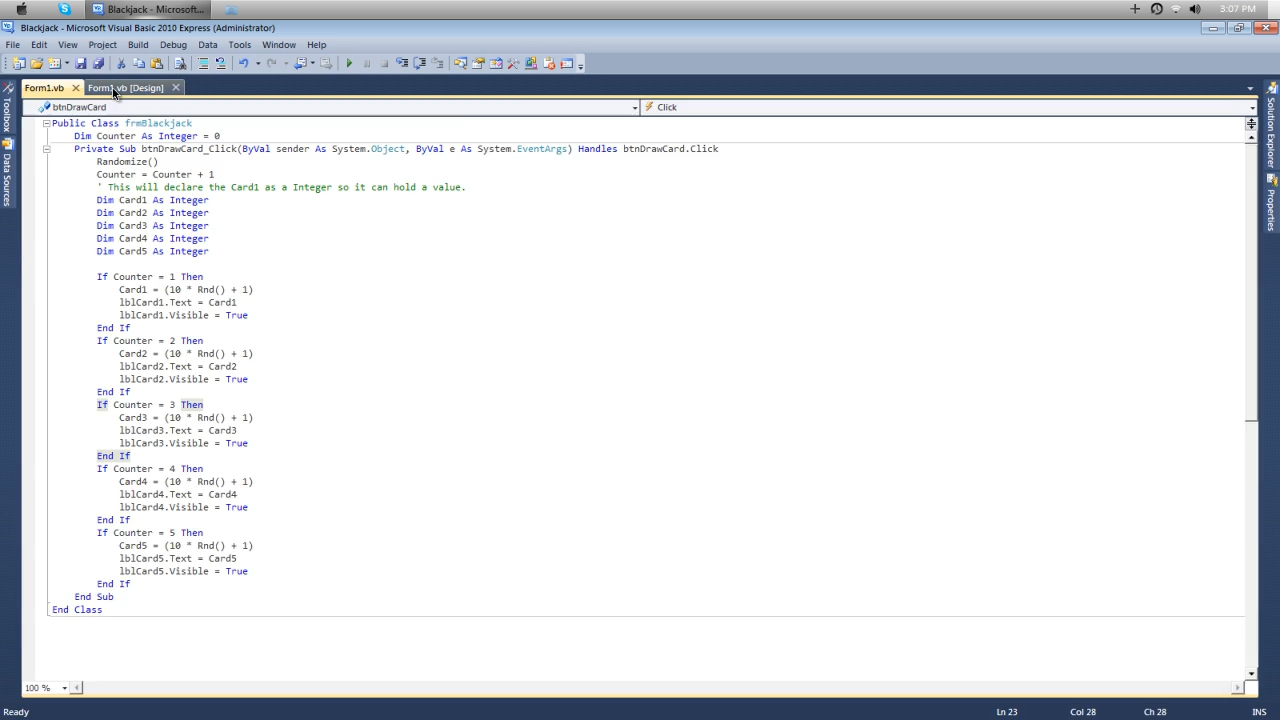 Blackjack - Microsoft...
3:07 PM
Blackjack - Microsoft Visual Basic 2010 Express (Administrator)
File Edit View Project Build Debug Data Tools Window Help
Form1.vb Form1.vb [Design]
btnDrawCard Click
Toolbox
Data Sources
Solution Explorer
Properties
Public Class frmBlackjack
Dim Counter As Integer = 0
Private Sub btnDrawCard_Click(ByVal sender As System.Object, ByVal e As System.EventArgs) Handles btnDrawCard.Click
Randomize()
Counter = Counter + 1
' This will declare the Card1 as a Integer so it can hold a value.
Dim Card1 As Integer
Dim Card2 As Integer
Dim Card3 As Integer
Dim Card4 As Integer
Dim Card5 As Integer
If Counter = 1 Then
Card1 = (10 * Rnd() + 1)
lblCard1.Text = Card1
lblCard1.Visible = True
End If
If Counter = 2 Then
Card2 = (10 * Rnd() + 1)
lblCard2.Text = Card2
lblCard2.Visible = True
End If
If Counter = 3 Then
Card3 = (10 * Rnd() + 1)
lblCard3.Text = Card3
lblCard3.Visible = True
End If
If Counter = 4 Then
Card4 = (10 * Rnd() + 1)
lblCard4.Text = Card4
lblCard4.Visible = True
End If
If Counter = 5 Then
Card5 = (10 * Rnd() + 1)
lblCard5.Text = Card5
lblCard5.Visible = True
End If
End Sub
End Class
100 %
Ready Ln 23 Col 28 Ch 28 INS